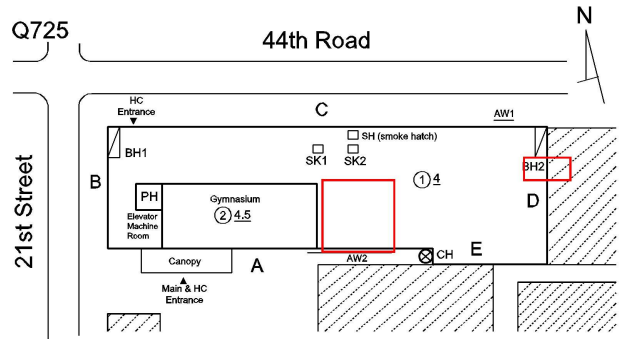 Q725
44th Road
N
HC
Entrance
C
AW1
SH (smoke hatch)
BH1
SK1
SK2
BH2
B
PH
Gymnasium
1 4
D
2 4.5
Elevator
Machine
Room
21st Street
Canopy
A
AW2
CH
E
Main & HC
Entrance